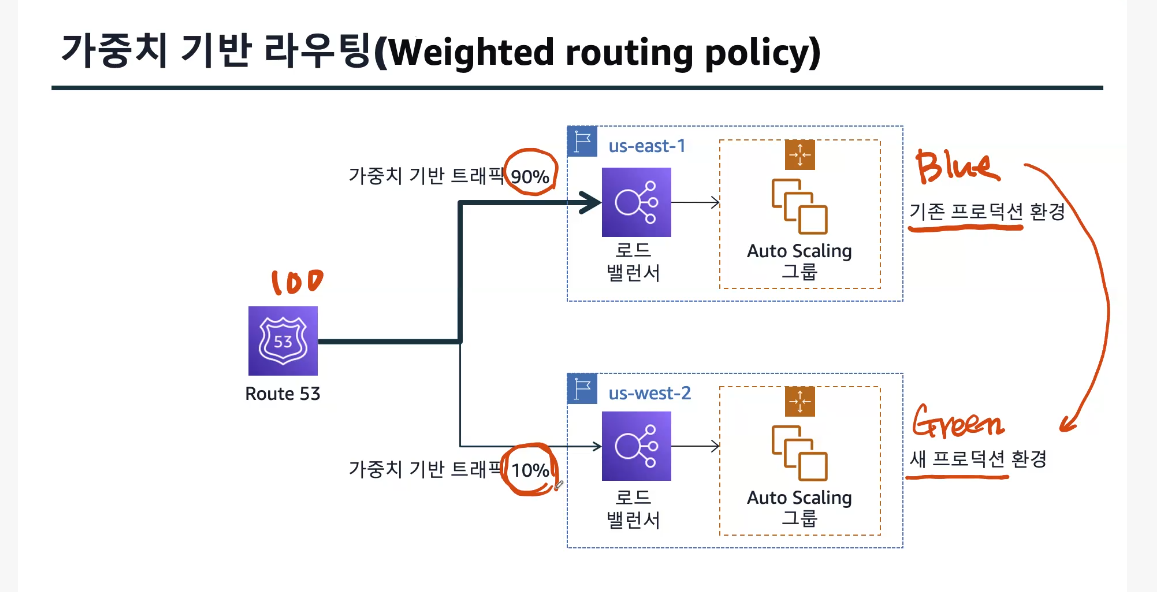 가중치 기반 라우팅(Weighted routing policy)
us-east-1
가중치 기반 트래픽 90%
Blue
기존 프로덕션 환경
로드
밸런서
Auto Scaling
그룹
100
53
Route 53
us-west-2
Green
가중치 기반 트래픽 10%
새 프로덕션 환경
로드
밸런서
Auto Scaling
그룹